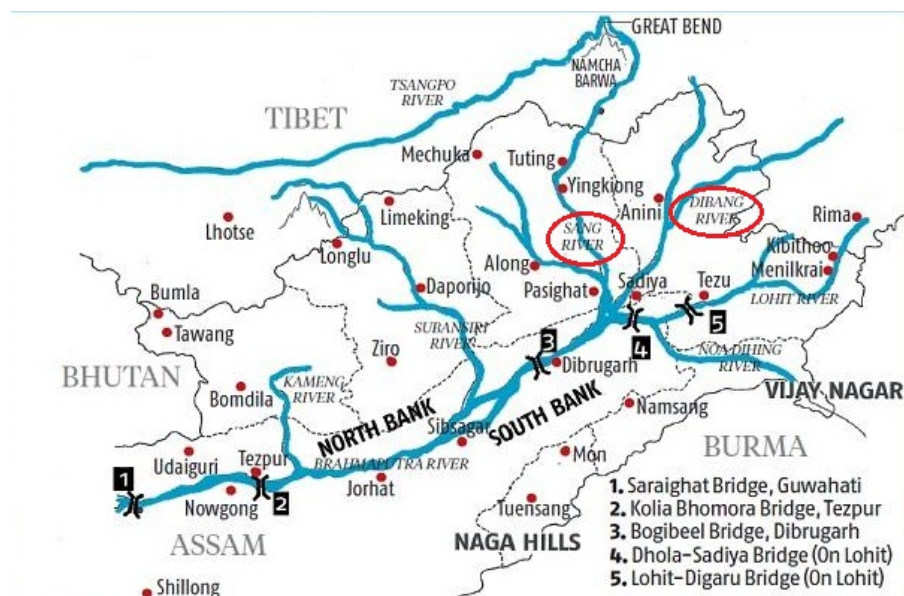 GREAT BEND
NAMCHA
BARWA
TSANGPO
RIVER
TIBET
Mechuka
Tuting
Yingkiong
Anini
DIBANG
RIVER
Rima
Limeking
Lhotse
SANG
RIVER
Longlu
Kibithoo
Menilkrai
Along
Pasighat
Sadiya
Tezu
LOHIT RIVER
Daporijo
Bumla
Tawang
SUBANSIRI
RIVER
Ziro
3
Dibrugarh
4
5
NOA DIHING
RIVER
BHUTAN
KAMENG
RIVER
Bomdila
NORTH BANK
SOUTH BANK
VIJAY NAGAR
Namsang
Sibsagar
BURMA
Udaiguri
Tezpur
BRAHMAPUTRA RIVER
Mon
1
2
Nowgong
Jorhat
Tuensang
ASSAM
NAGA HILLS
Shillong
1. Saraighat Bridge, Guwahati
2. Kolia Bhomora Bridge, Tezpur
3. Bogibeel Bridge, Dibrugarh
4. Dhola-Sadiya Bridge (On Lohit)
5. Lohit-Digaru Bridge (On Lohit)